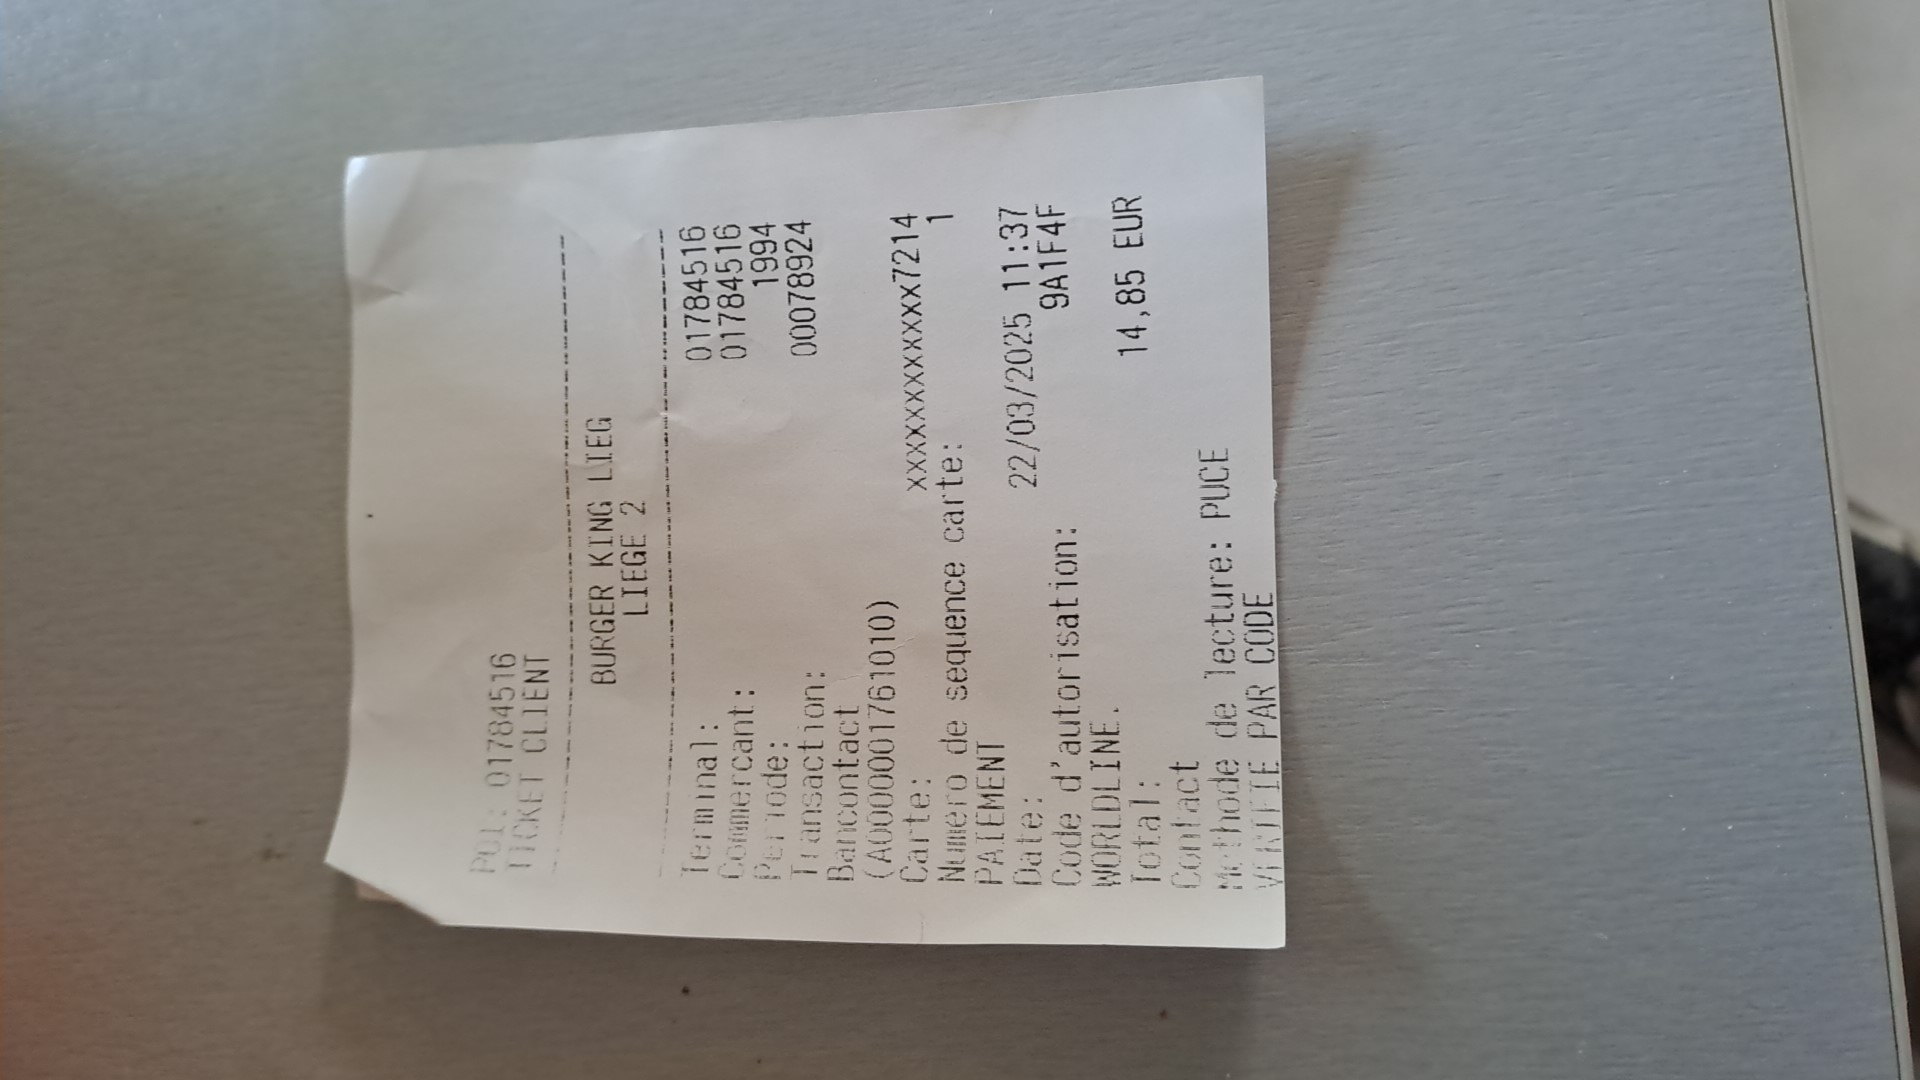 POI: 01784516
TICKET CLIENT
BURGER KING LIEG
LIEGE 2
Terminal: 01784516
Commercant: 01784516
Periode: 1994
Transaction: 00078924
Bancontact
(A0000001761010)
Carte: xxxxxxxxxxxxx7214
Numero de sequence carte: 1
PAIEMENT
Date: 22/03/2025 11:37
Code d'autorisation: 9A1F4F
WORLDLINE.
Total: 14,85 EUR
Contact
Methode de lecture: PUCE
VERIFIE PAR CODE